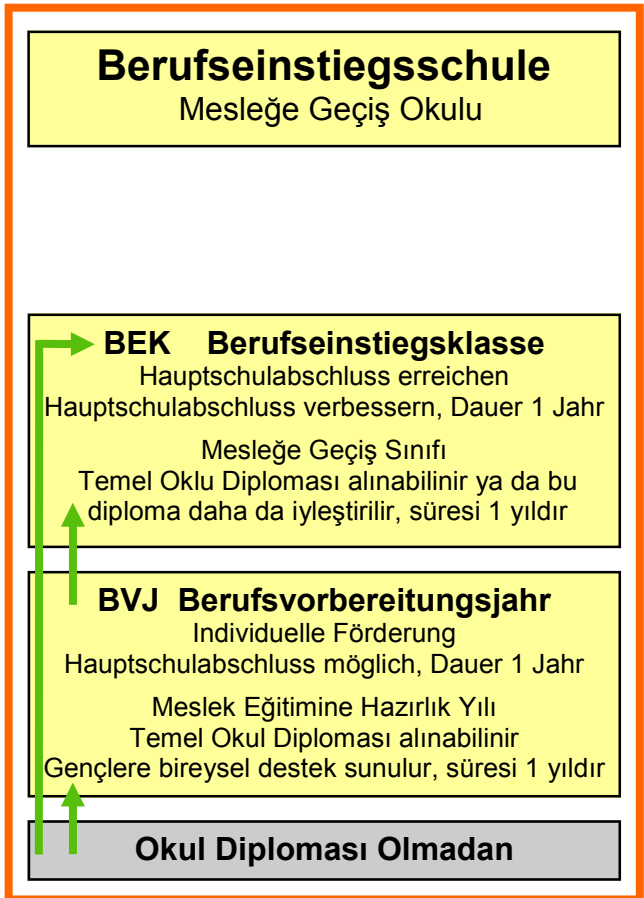 Berufseinstiegsschule
Mesleğe Geçiş Okulu
BEK Berufseinstiegsklasse
Hauptschulabschluss erreichen
Hauptschulabschluss verbessern, Dauer 1 Jahr
Mesleğe Geçiş Sınıfı
Temel Oklu Diploması alınabilinir ya da bu
diploma daha da iyleştirilir, süresi 1 yıldır
BVJ Berufsvorbereitungsjahr
Individuelle Förderung
Hauptschulabschluss möglich, Dauer 1 Jahr
Meslek Eğitimine Hazırlık Yılı
Temel Okul Diploması alınabilinir
Gençlere bireysel destek sunulur, süresi 1 yıldır
Okul Diploması Olmadan